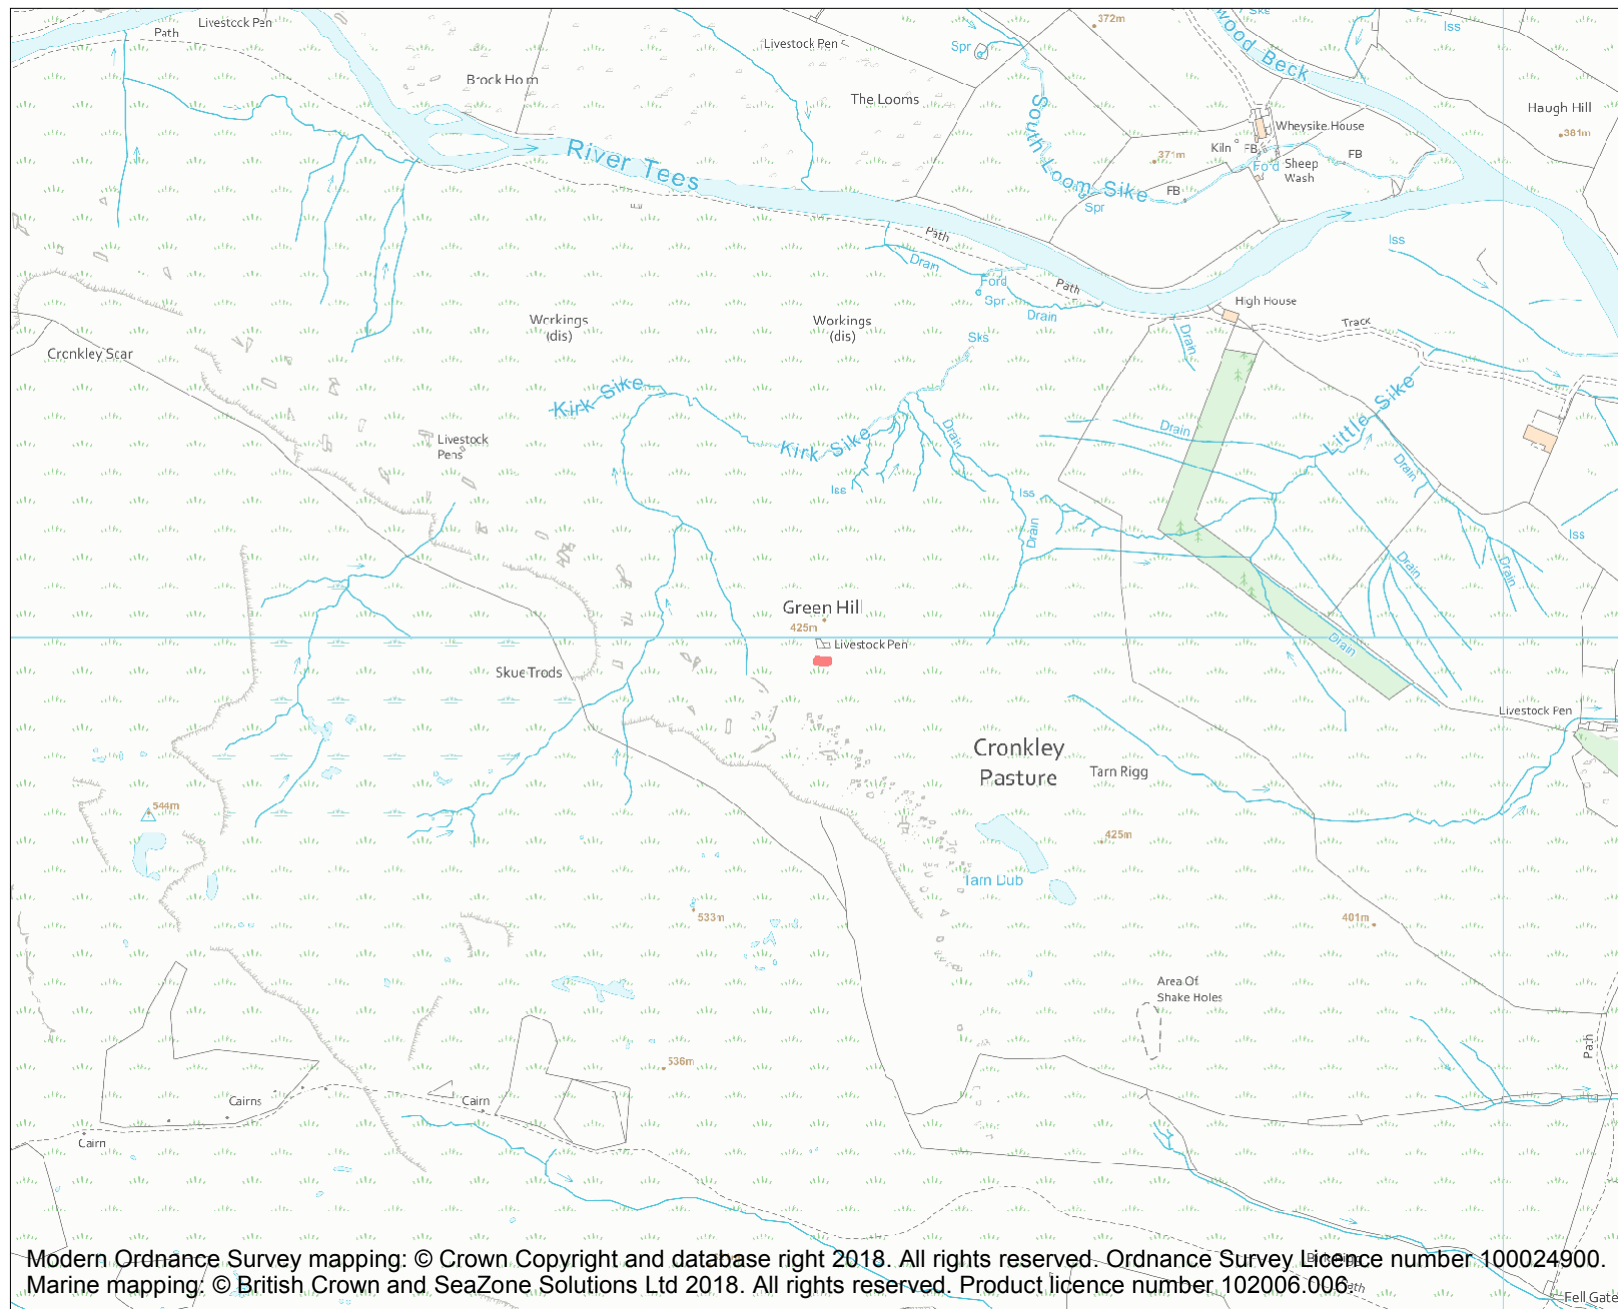 Livestock Pen
Path
372m
Ske
Iss
wood Beck
Spr
Livestock Pen
Brock Holm
The Looms
South Loom Sike
Haugh Hill
381m
Wheysike House
Kiln
FB
FB
371m
Ford
Sheep
Wash
FB
Spr
River Tees
Path
Drain
Iss
Ford
Spr
Path
Drain
High House
Workings
(dis)
Workings
(dis)
Track
Drain
Sks
Cronkley Scar
Kirk Sike
Little Sike
Livestock
Pens
Kirk Sike
Drain
Drain
Drain
Iss
Iss
Drain
Iss
Drain
Drain
Green Hill
425m
Livestock Pen
Drain
Skue Trods
Livestock Pen
Cronkley
Pasture
Tarn Rigg
544m
425m
Tarn Dub
533m
401m
Area Of
Shake Holes
Path
536m
Cairns
Cairn
Cairn
Modern Ordnance Survey mapping: © Crown Copyright and database right 2018. All rights reserved. Ordnance Survey Licence number 100024900.
Marine mapping: © British Crown and SeaZone Solutions Ltd 2018. All rights reserved. Product licence number 102006.006.
Fell Gate